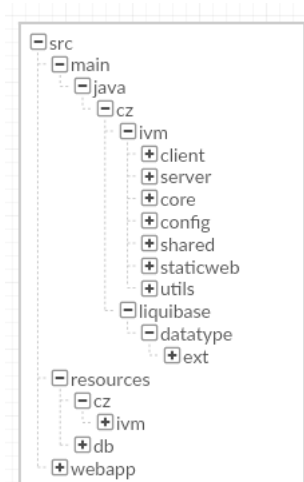 src
main
java
cz
ivm
client
server
core
config
shared
staticweb
utils
liquibase
datatype
ext
resources
cz
ivm
db
webapp